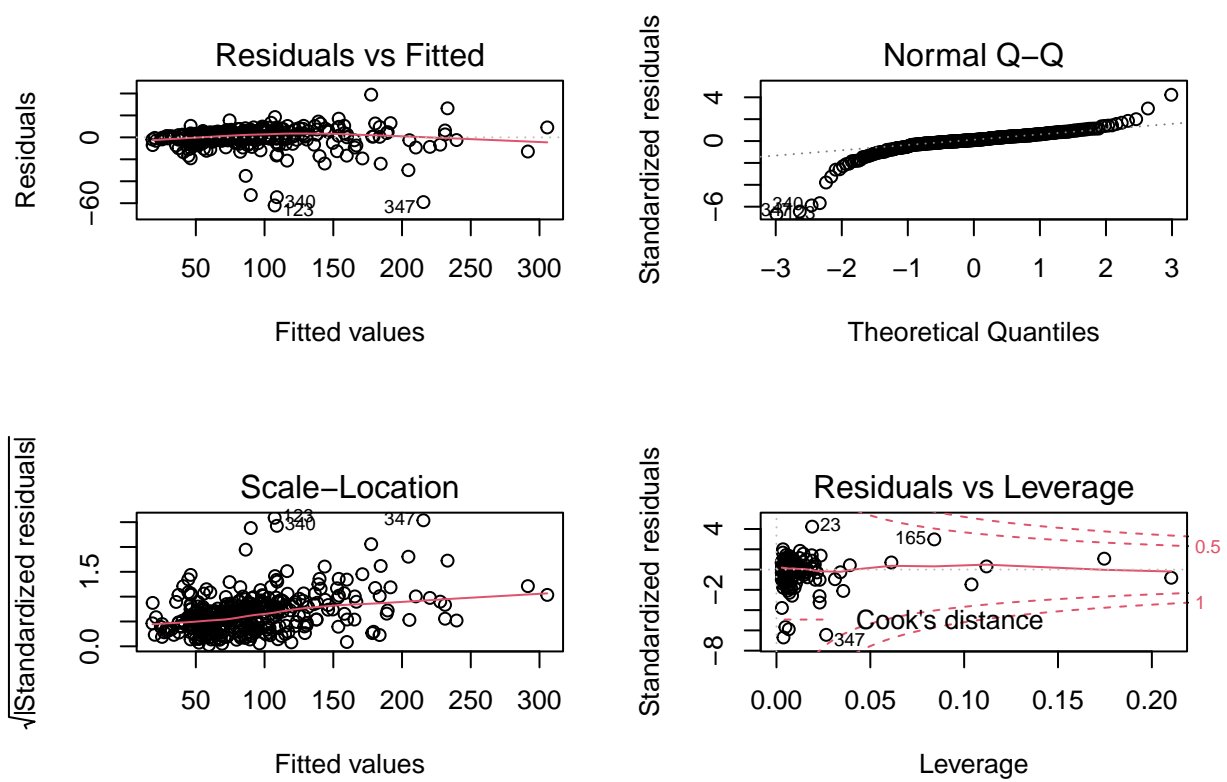 Residuals vs Fitted
Residuals
0
−60
340
123
347
50 100 150 200 250 300
Fitted values
Normal Q−Q
Standardized residuals
4
0
−6
340
347
123
−3 −2 −1 0 1 2 3
Theoretical Quantiles
Scale−Location
√|Standardized residuals|
1.5
0.0
123
340
347
50 100 150 200 250 300
Fitted values
Residuals vs Leverage
Standardized residuals
4
−2
−8
23
165
0.5
1
Cook's distance
347
0.00 0.05 0.10 0.15 0.20
Leverage